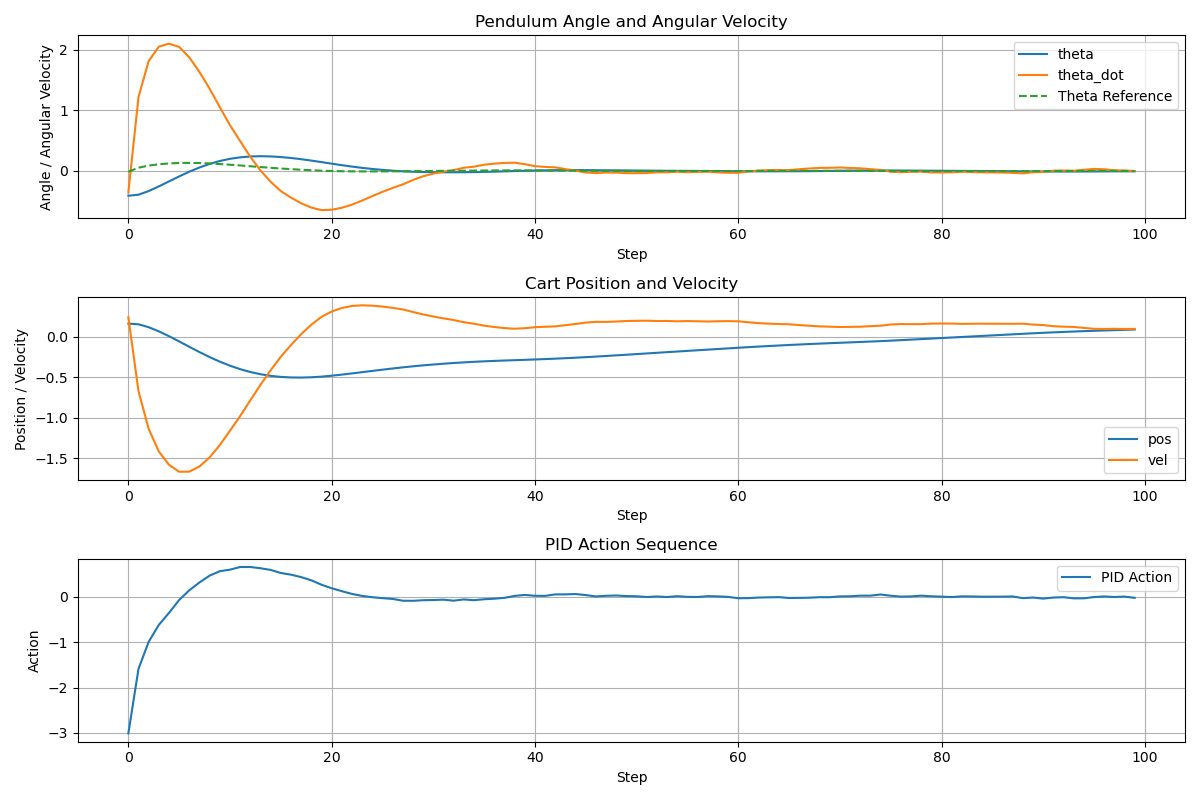 Pendulum Angle and Angular Velocity
Angle / Angular Velocity
2
1
0
theta
theta_dot
Theta Reference
0 20 40 60 80 100
Step
Cart Position and Velocity
Position / Velocity
0.0
−0.5
−1.0
−1.5
pos
vel
0 20 40 60 80 100
Step
PID Action Sequence
Action
0
−1
−2
−3
PID Action
0 20 40 60 80 100
Step